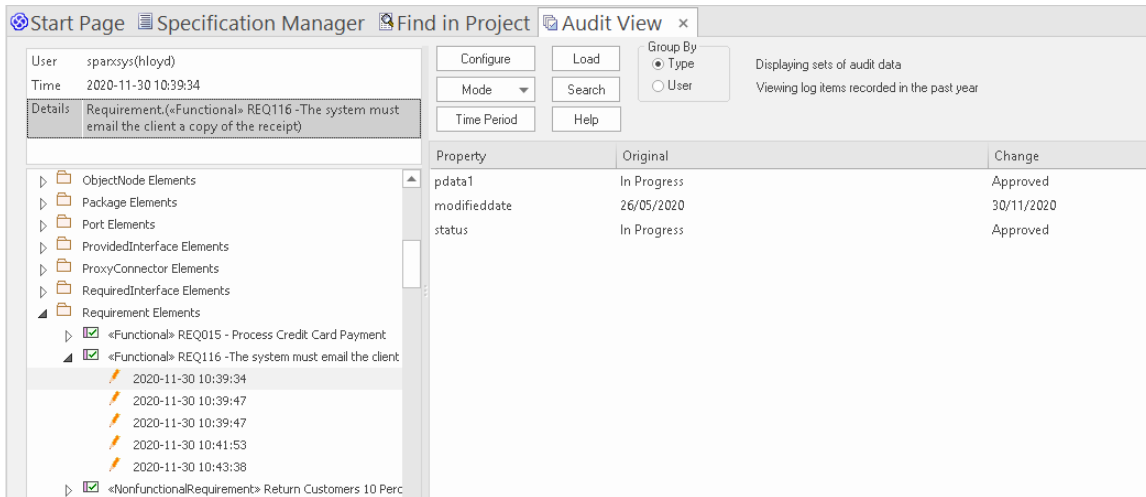 Start Page Specification Manager Find in Project Audit View ×
User sparxsys(hloyd)
Time 2020-11-30 10:39:34
Details Requirement.(«Functional» REQ116 -The system must
email the client a copy of the receipt)
Configure Load
Mode Search
Time Period Help
Group By
Type
User
Displaying sets of audit data
Viewing log items recorded in the past year
ObjectNode Elements
Package Elements
Port Elements
ProvidedInterface Elements
ProxyConnector Elements
RequiredInterface Elements
Requirement Elements
«Functional» REQ015 - Process Credit Card Payment
«Functional» REQ116 -The system must email the client
2020-11-30 10:39:34
2020-11-30 10:39:47
2020-11-30 10:39:47
2020-11-30 10:41:53
2020-11-30 10:43:38
«NonfunctionalRequirement» Return Customers 10 Perc
Property Original Change
pdata1 In Progress Approved
modifieddate 26/05/2020 30/11/2020
status In Progress Approved